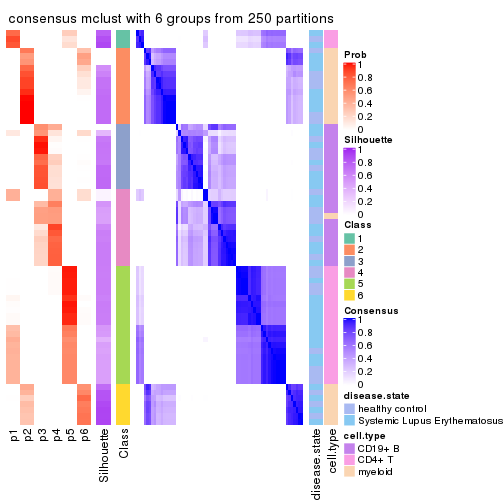 consensus mclust with 6 groups from 250 partitions
Prob
1
0.8
0.6
0.4
0.2
0
Silhouette
1
0.8
0.6
0.4
0.2
0
Class
1
2
3
4
5
6
Consensus
1
0.8
0.6
0.4
0.2
0
disease.state
healthy control
Systemic Lupus Erythematosus
cell.type
CD19+ B
CD4+ T
myeloid
p1
p2
p3
p4
p5
p6
Silhouette
Class
disease.state
cell.type